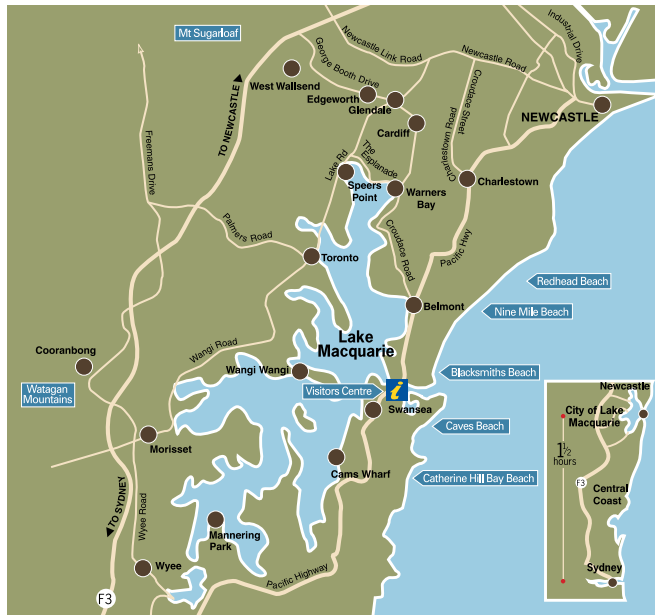 Mt Sugarloaf
Newcastle Link Road
Newcastle Road
Industrial Drive
George Booth Drive
West Wallsend
Edgeworth
Glendale
Croudace Street
NEWCASTLE
TO NEWCASTLE
Freemans Drive
Cardiff
The Esplanade
Lake Rd
Charlestown Road
Speers
Point
Warners
Bay
Charlestown
Palmers Road
Croudace Road
Pacific Hwy
Toronto
Redhead Beach
Belmont
Nine Mile Beach
Wangi Road
Lake
Macquarie
Cooranbong
Wangi Wangi
Blacksmiths Beach
Watagan
Mountains
Visitors Centre
i
Swansea
Caves Beach
Morisset
Cams Wharf
Catherine Hill Bay Beach
TO SYDNEY
Wyee Road
Mannering
Park
Wyee
Pacific Highway
F3
Newcastle
City of Lake
Macquarie
1½
hours
F3
Central
Coast
Sydney